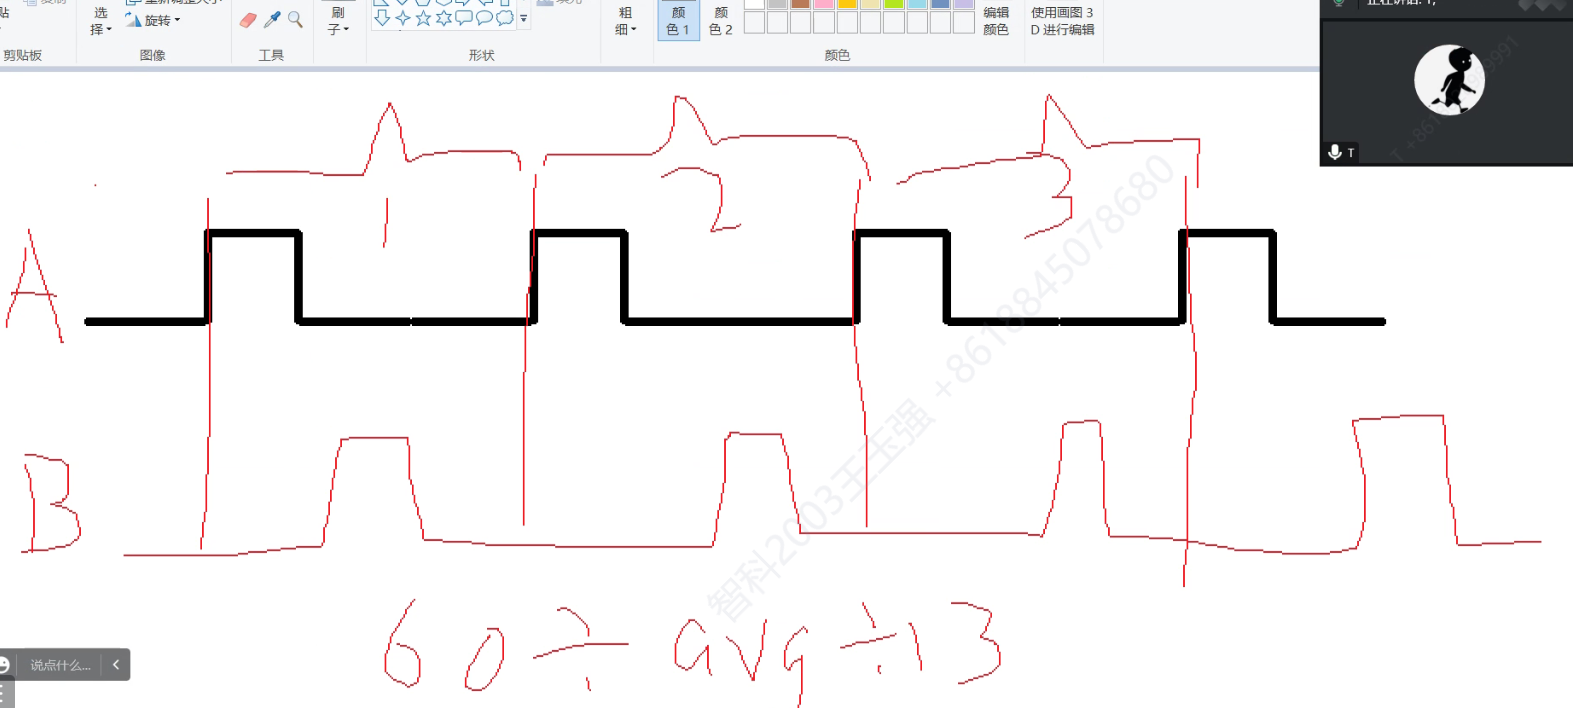 选择
旋转
刷子
粗细
颜色 1
颜色 2
编辑颜色
使用画图 3D 进行编辑
剪贴板
图像
工具
形状
颜色
T
1
2
3
A
B
智科2003王玉强 +8618845078680
60 ÷ avg ÷ 13
说点什么...